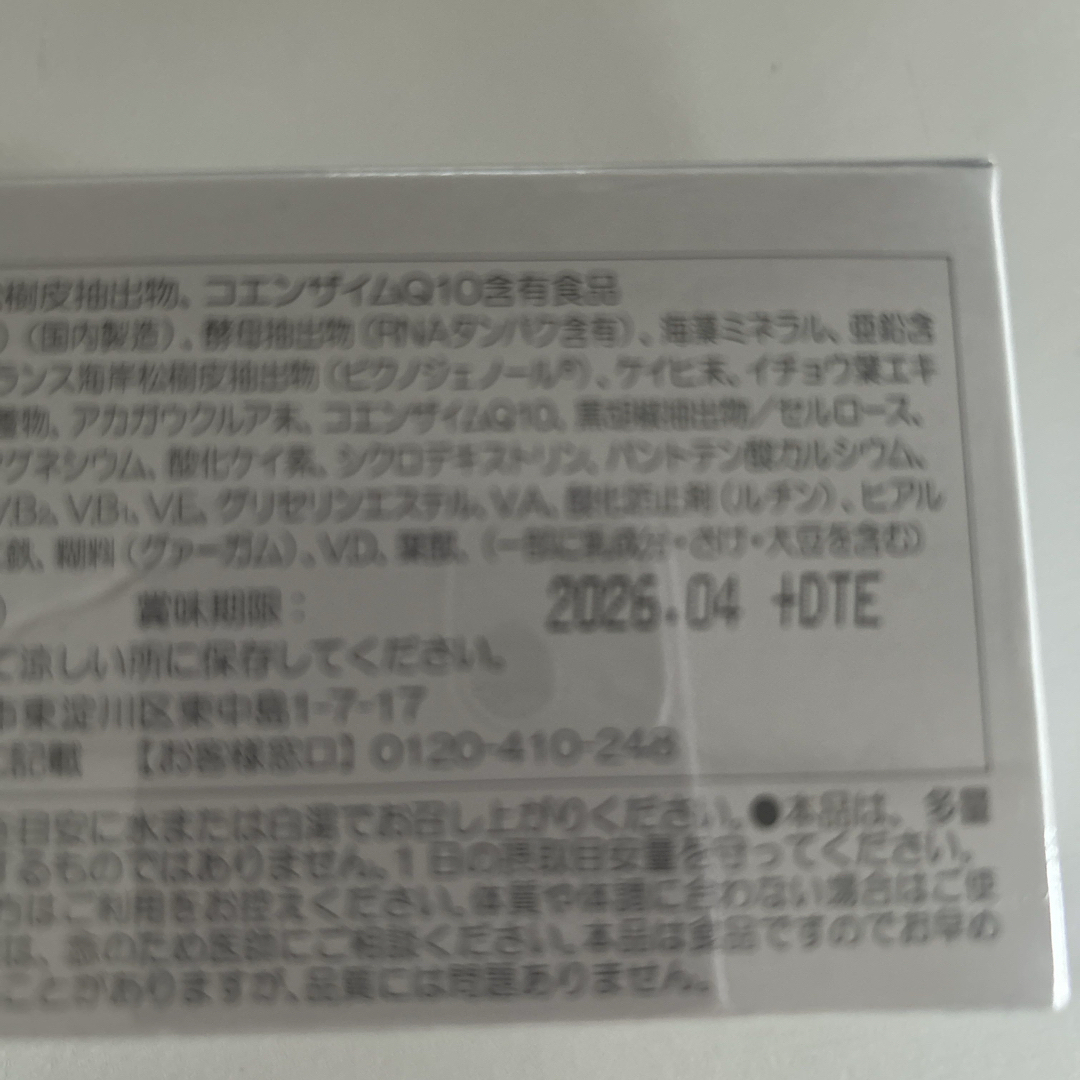 樹皮抽出物、コエンザイムQ10含有食品
(国内製造)、酵母抽出物(RNAタンパク含有)、海藻ミネラル、亜鉛含
ランス海岸松樹皮抽出物(ピクノジェノール®)、ケイヒ末、イチョウ葉エキ
物、アカガウクルア末、コエンザイムQ10、黒胡椒抽出物/セルロース、
グネシウム、酸化ケイ素、シクロデキストリン、パントテン酸カルシウム、
VB₂、VB₁、V.E、グリセリンエステル、V.A、酸化防止剤(ルチン)、ヒアル
鉄、糊料(グァーガム)、V.D、葉酸、(一部に乳成分・さけ・大豆を含む)
) 賞味期限: 2026.04 +DTE
て涼しい所に保存してください。
東淀川区東中島1-7-17
に記載 【お客様窓口】0120-410-248
目安に水または白湯でお召し上がりください。●本品は、多量
するものではありません。1日の摂取目安量を守ってください。
はご利用をお控えください。体質や体調に合わない場合はご使
は、念のため医師にご相談ください。本品は食品ですのでお早め
ことがありますが、品質には問題ありません。